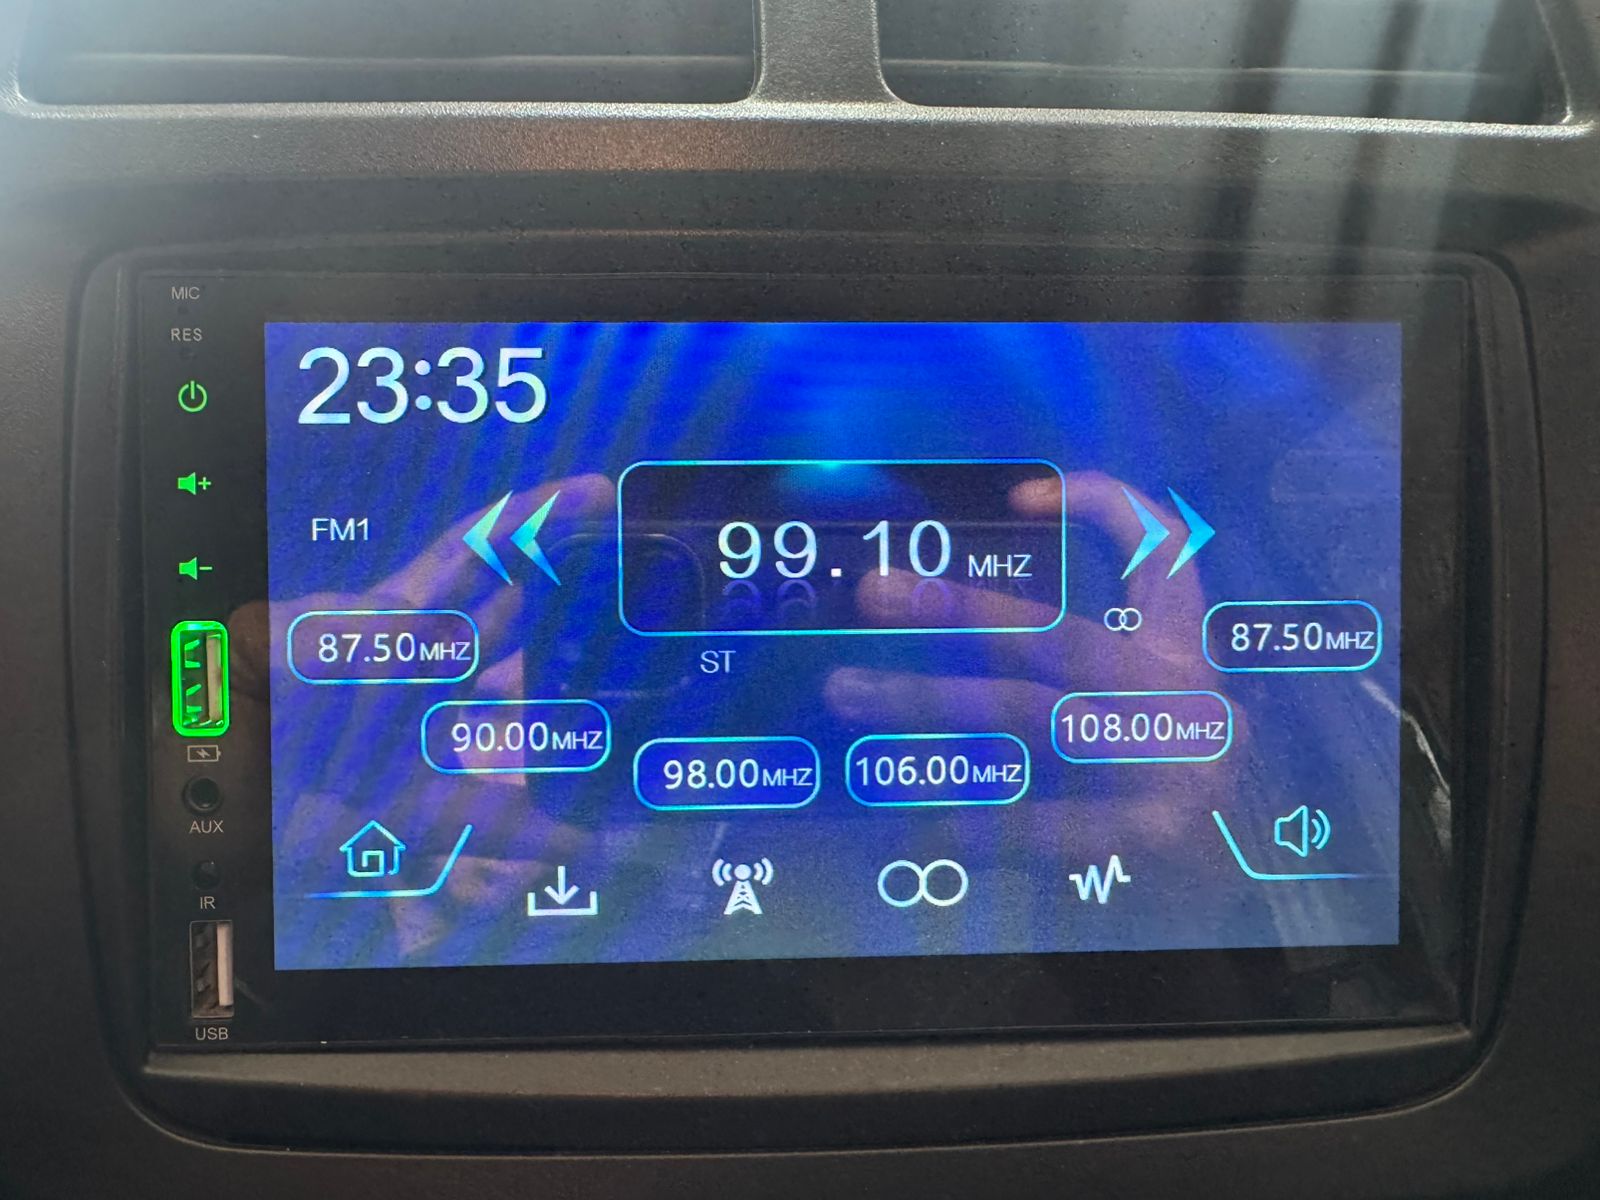 MIC
RES
23:35
FM1
99.10 MHZ
ST
87.50MHZ
90.00MHZ
98.00MHZ
106.00MHZ
108.00MHZ
87.50MHZ
AUX
IR
USB